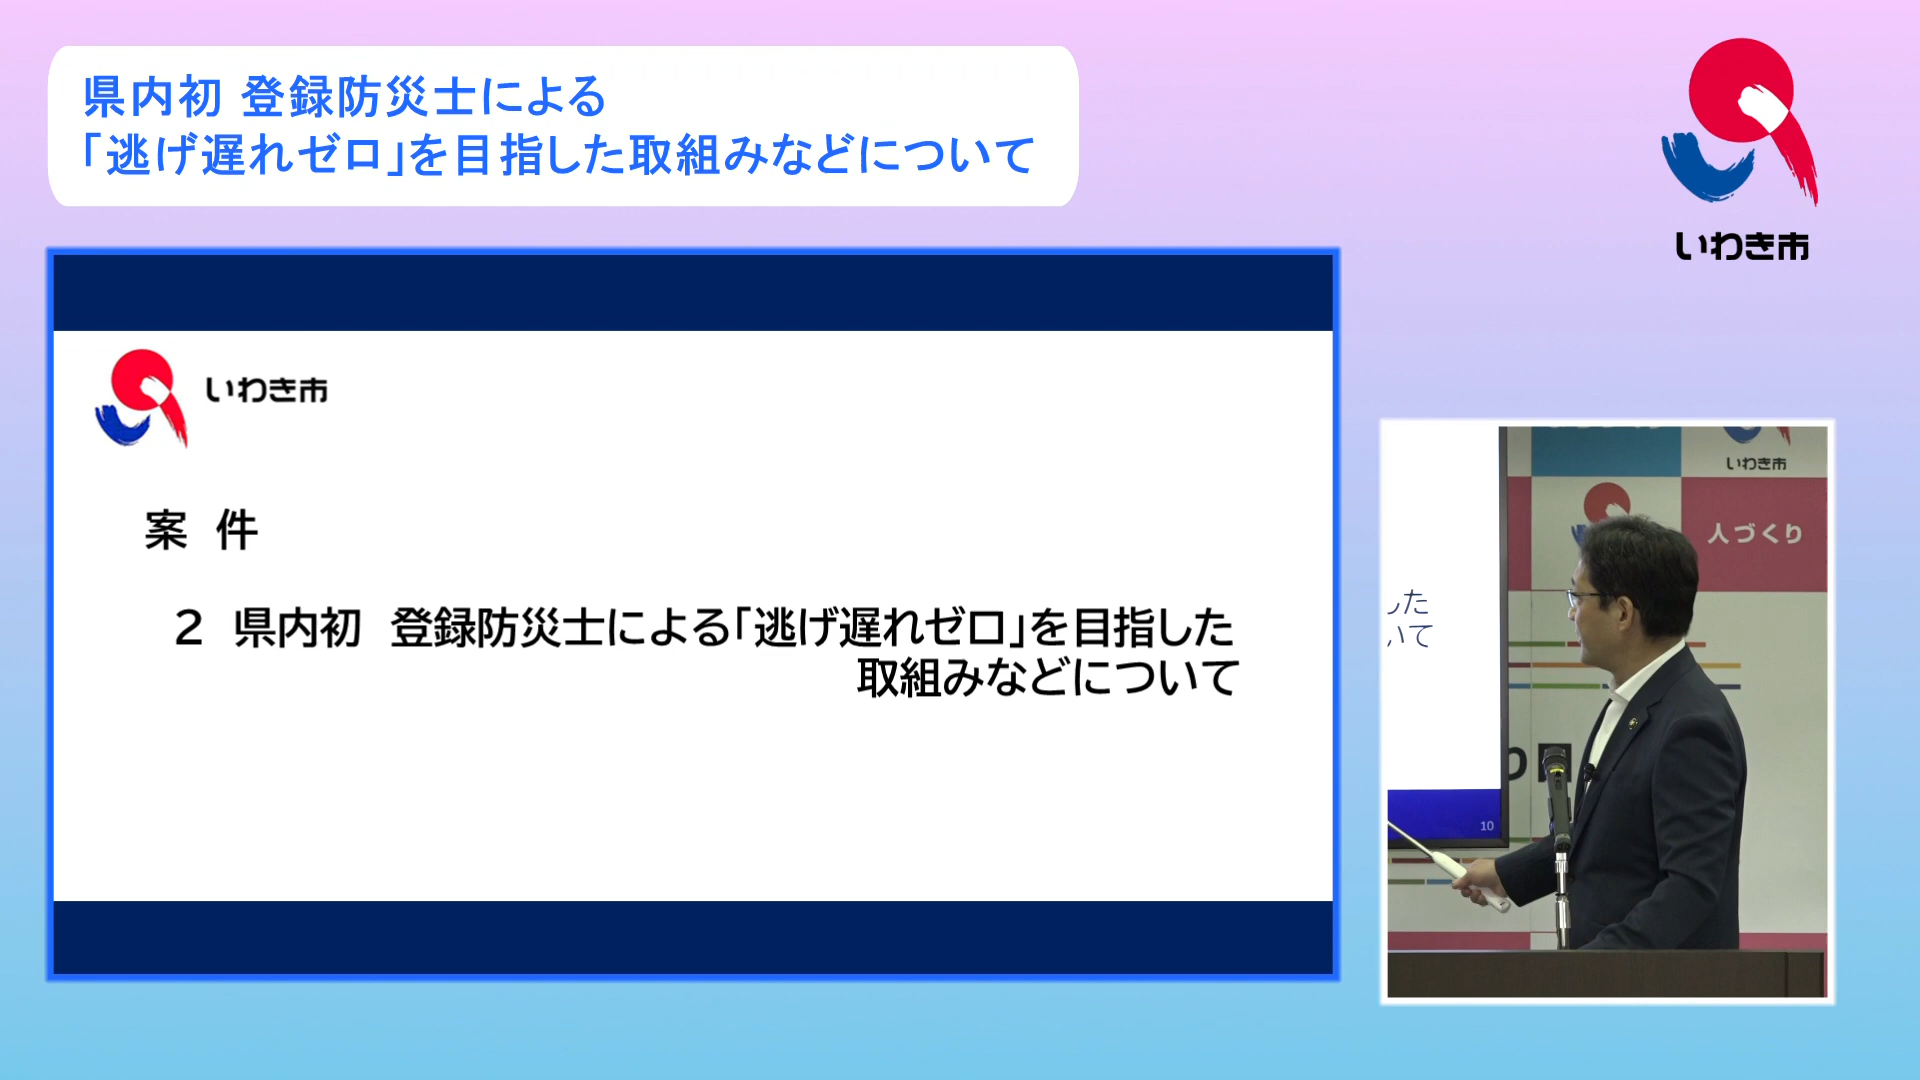 県内初 登録防災士による
「逃げ遅れゼロ」を目指した取組みなどについて
いわき市
いわき市
案 件
2 県内初 登録防災士による「逃げ遅れゼロ」を目指した
取組みなどについて
いわき市
人づくり
した
いて
10